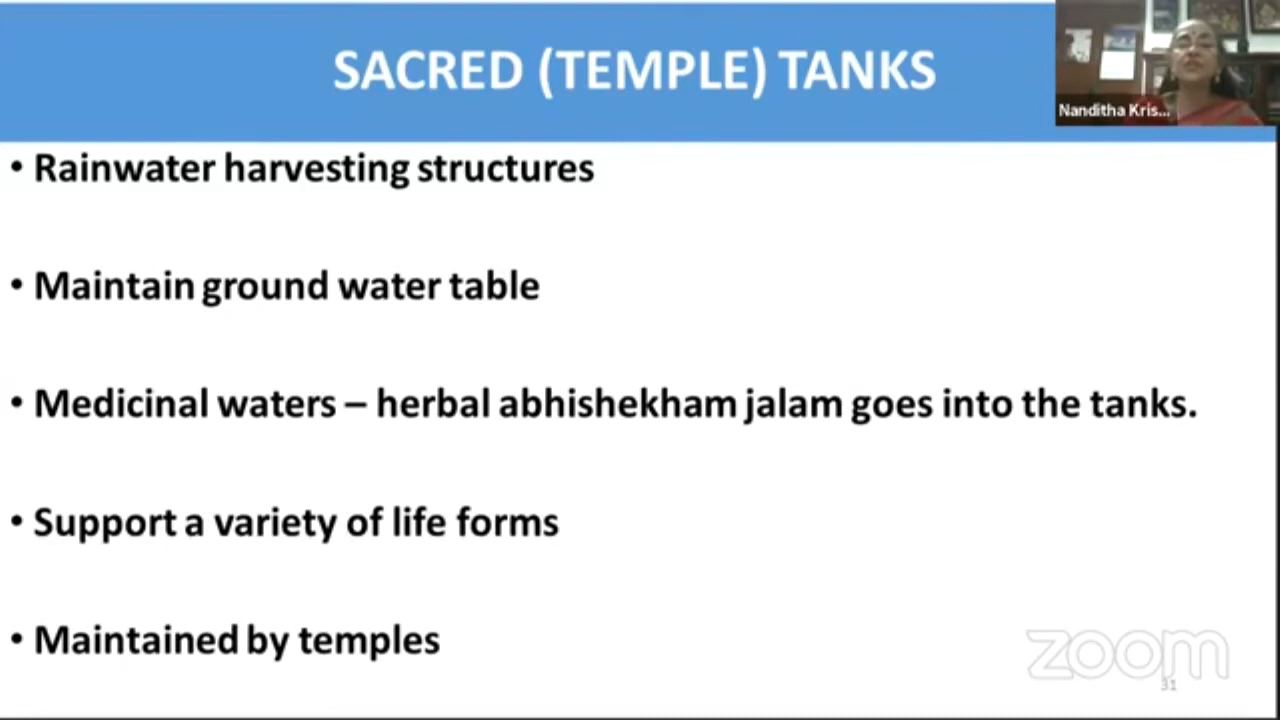 SACRED (TEMPLE) TANKS
Nanditha Kris...
• Rainwater harvesting structures
• Maintain ground water table
• Medicinal waters – herbal abhishekham jalam goes into the tanks.
• Support a variety of life forms
• Maintained by temples
zoom
31